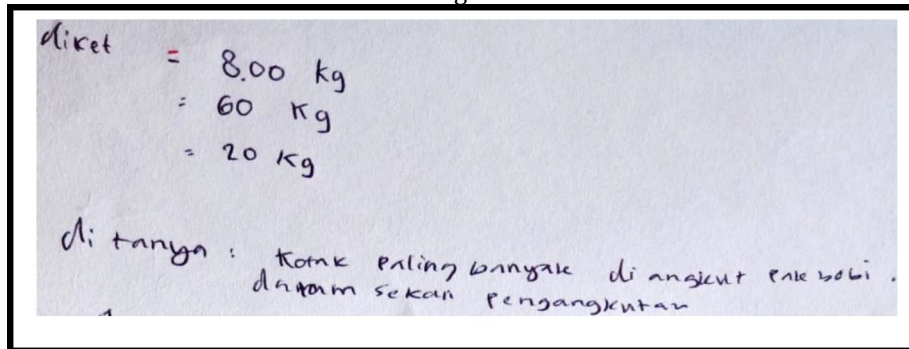 diket = 8.00 kg
= 60 Kg
= 20 Kg
di tanya : Kotak paling banyak di angkut pak bobi.
dalam sekali pengangkutan